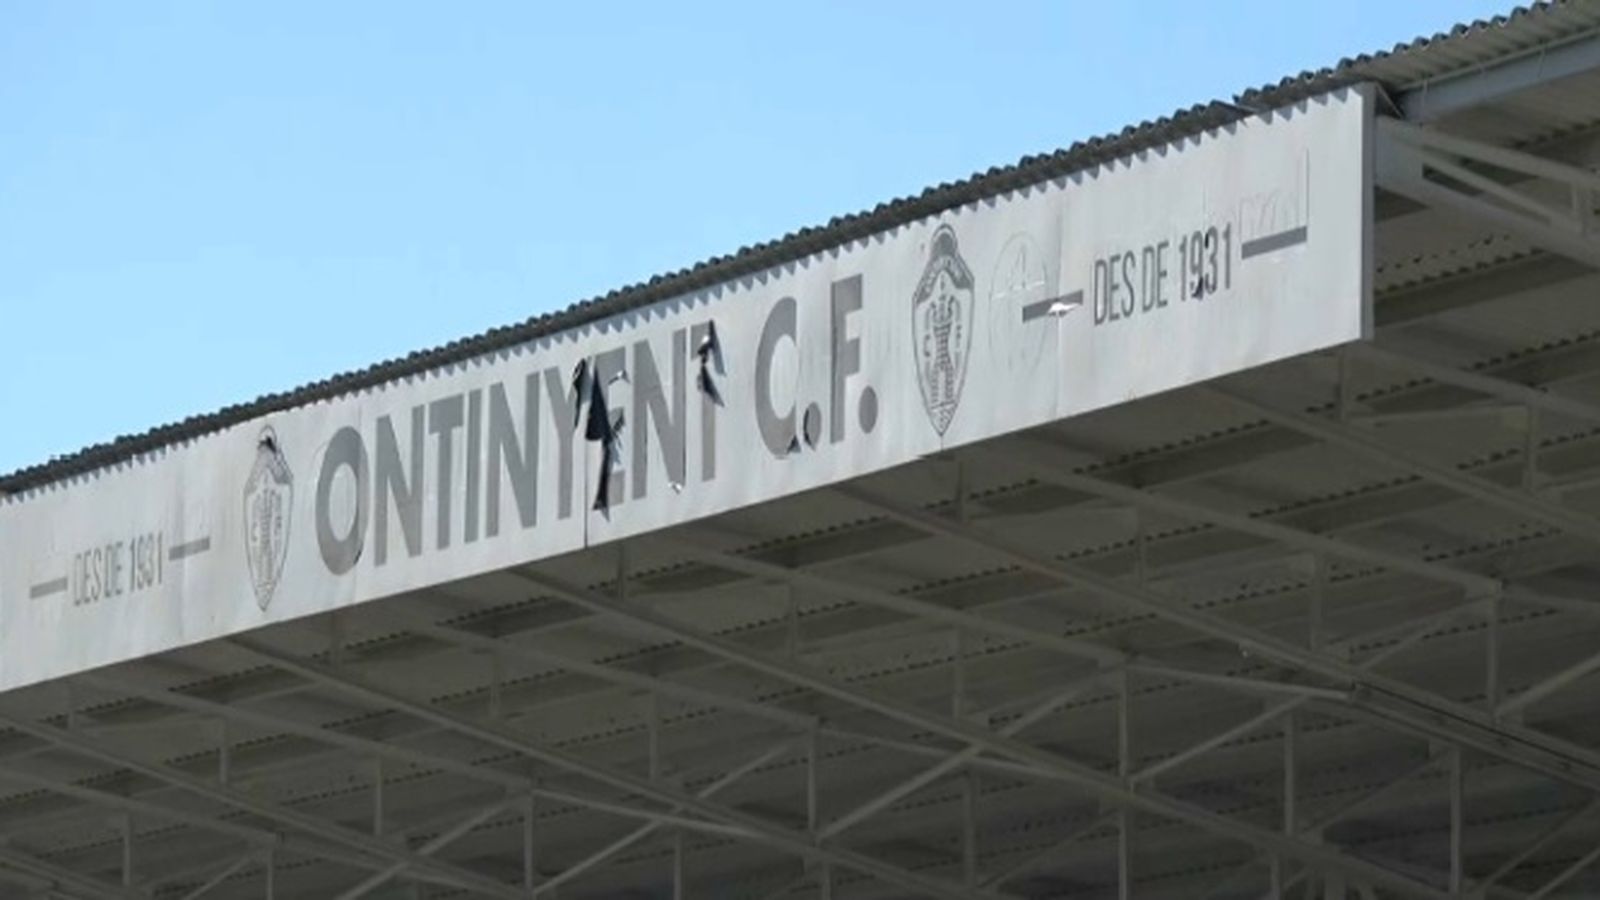 DES DE 1931
ONTINYENT C.F.
DES DE 1931